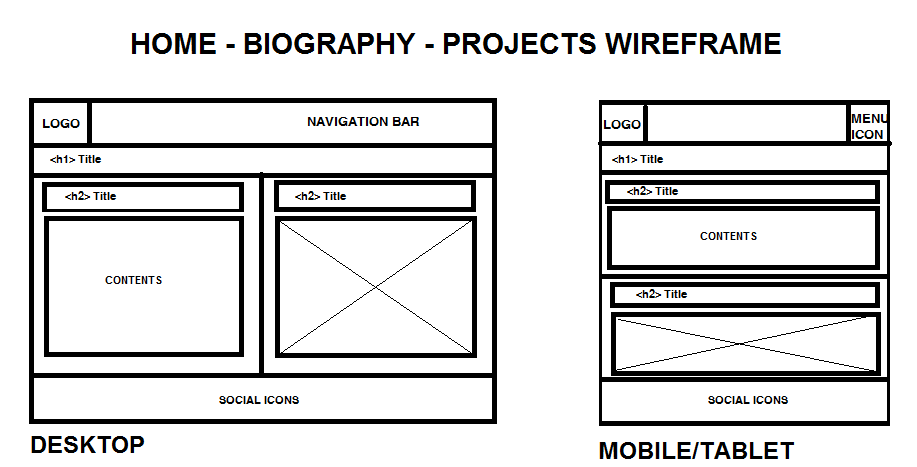 HOME - BIOGRAPHY - PROJECTS WIREFRAME
LOGO
NAVIGATION BAR
<h1> Title
<h2> Title
<h2> Title
CONTENTS
SOCIAL ICONS
DESKTOP
LOGO
MENU
ICON
<h1> Title
<h2> Title
CONTENTS
<h2> Title
SOCIAL ICONS
MOBILE/TABLET